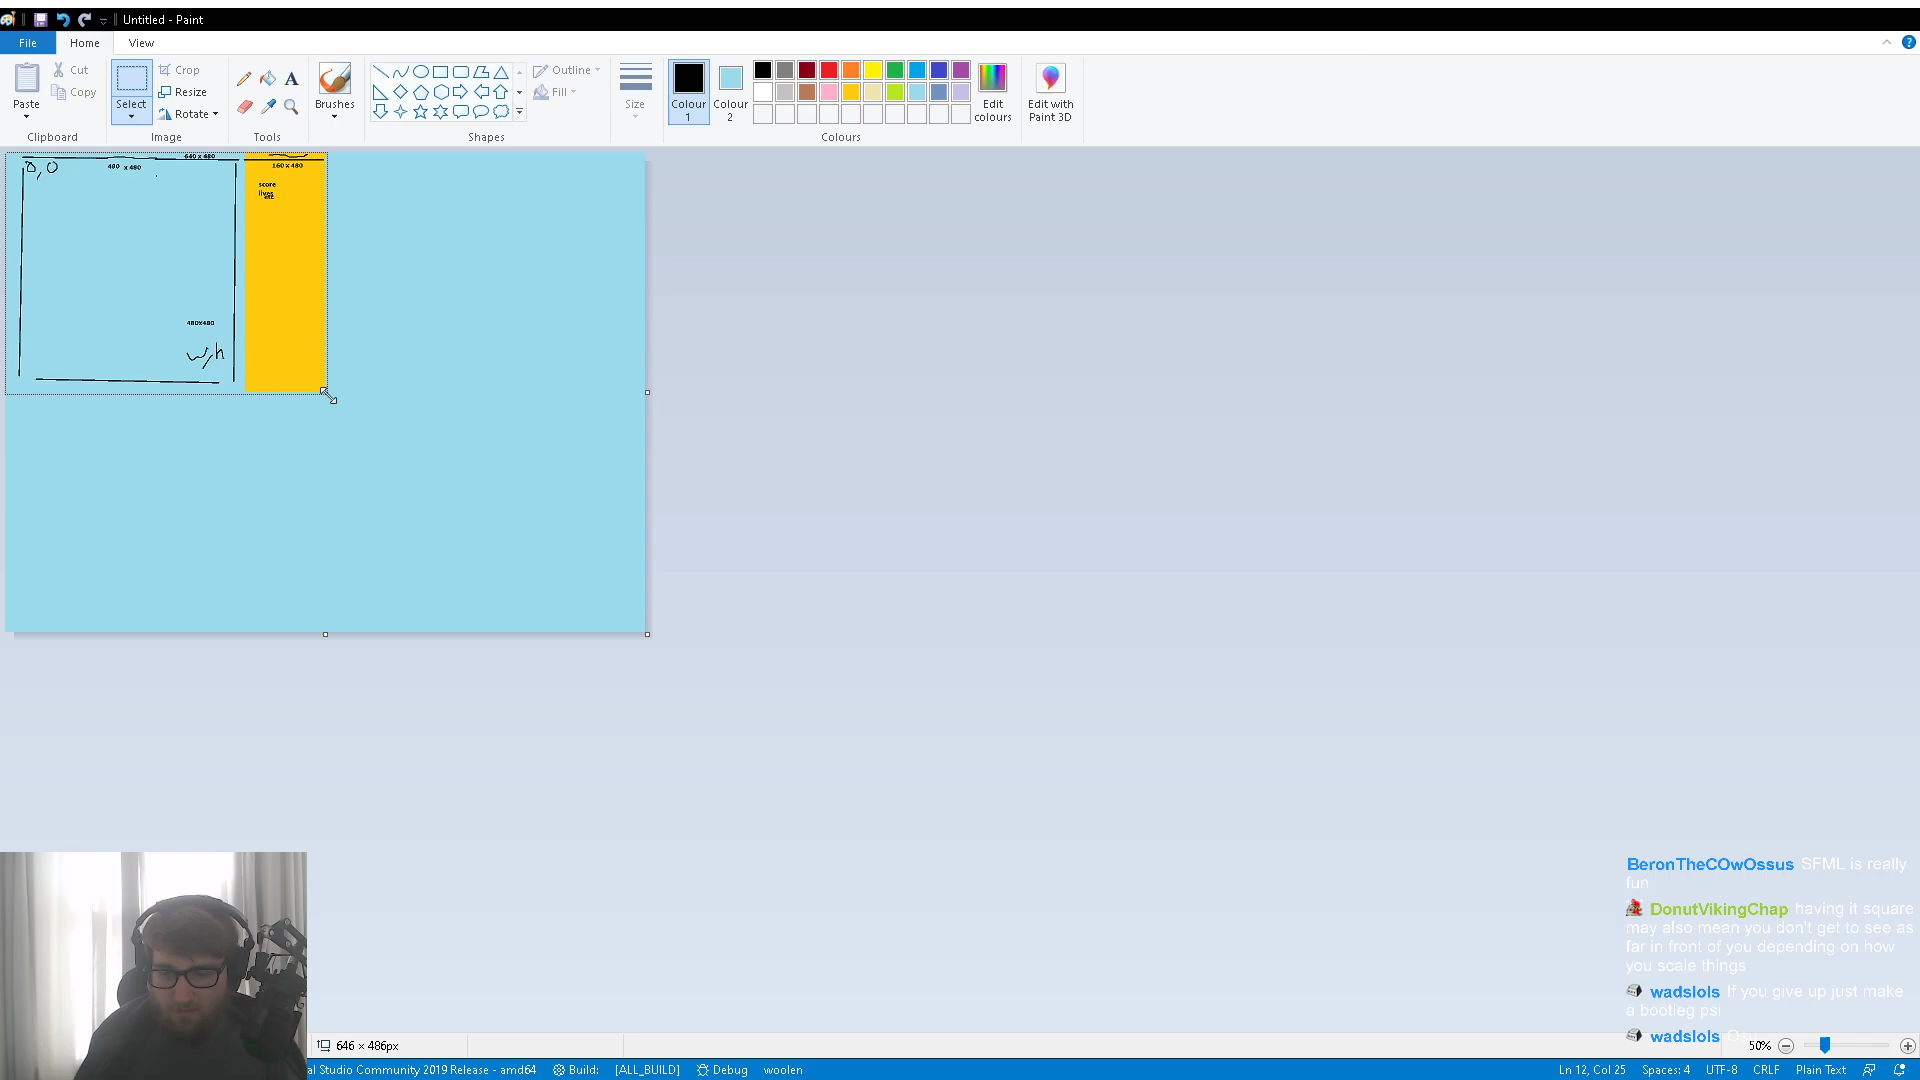 Untitled - Paint
File
Home
View
Paste
Cut
Copy
Clipboard
Select
Crop
Resize
Rotate
Image
Tools
Brushes
Shapes
Outline
Fill
Size
Colour 1
Colour 2
Edit colours
Colours
Edit with Paint 3D
640 x 480
0,0
480 x 480
160 x 480
score
lives
etc
480x480
w/h
BeronTheCOwOssus SFML is really
fun
DonutVikingChap having it square
may also mean you don't get to see as
far in front of you depending on how
you scale things
wadslols If you give up just make
a bootleg psi
wadslols
646 × 486px
50%
al Studio Community 2019 Release - amd64
Build:
[ALL_BUILD]
Debug
woolen
Ln 12, Col 25
Spaces: 4
UTF-8
CRLF
Plain Text